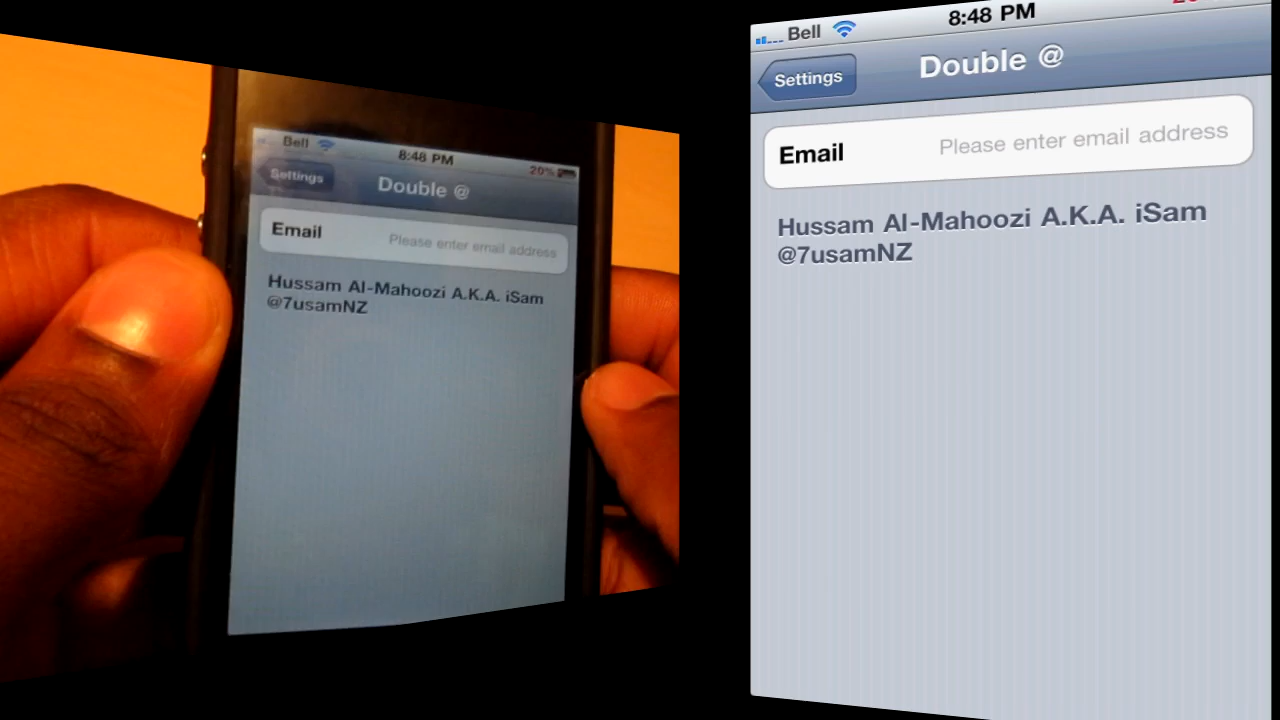 Bell 8:48 PM 20%
Settings Double @
Email Please enter email address
Hussam Al-Mahoozi A.K.A. iSam
@7usamNZ
Bell 8:48 PM
Settings Double @
Email Please enter email address
Hussam Al-Mahoozi A.K.A. iSam
@7usamNZ